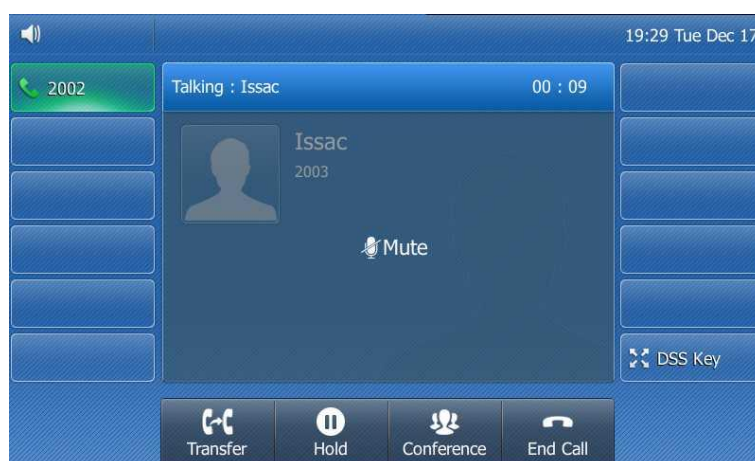 19:29 Tue Dec 17
2002
Talking : Issac 00 : 09
Issac
2003
Mute
DSS Key
Transfer Hold Conference End Call